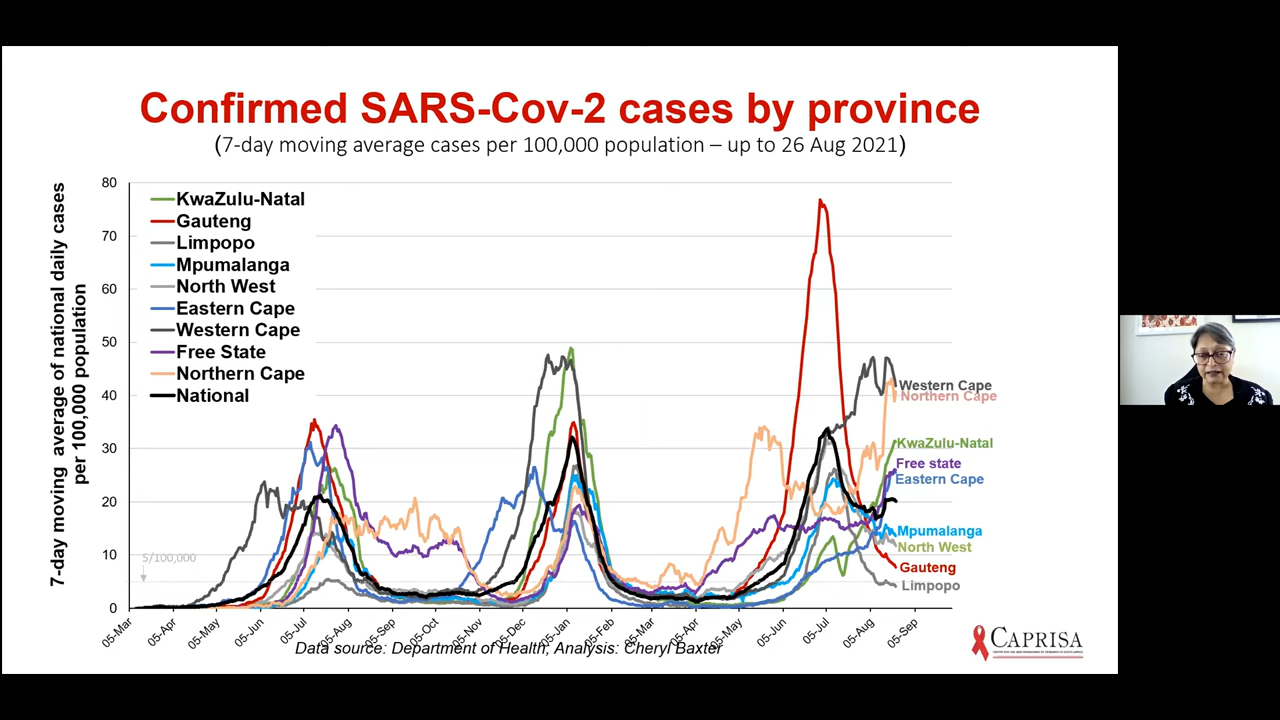 Confirmed SARS-Cov-2 cases by province
(7-day moving average cases per 100,000 population – up to 26 Aug 2021)
7-day moving average of national daily cases
per 100,000 population
80
70
60
50
40
30
20
10
0
KwaZulu-Natal
Gauteng
Limpopo
Mpumalanga
North West
Eastern Cape
Western Cape
Free State
Northern Cape
National
5/100,000
Western Cape
Northern Cape
KwaZulu-Natal
Free state
Eastern Cape
Mpumalanga
North West
Gauteng
Limpopo
05-Mar
05-Apr
05-May
05-Jun
05-Jul
05-Aug
05-Sep
05-Oct
05-Nov
05-Dec
05-Jan
05-Feb
05-Mar
05-Apr
05-May
05-Jun
05-Jul
05-Aug
05-Sep
Data source: Department of Health, Analysis: Cheryl Baxter
CAPRISA